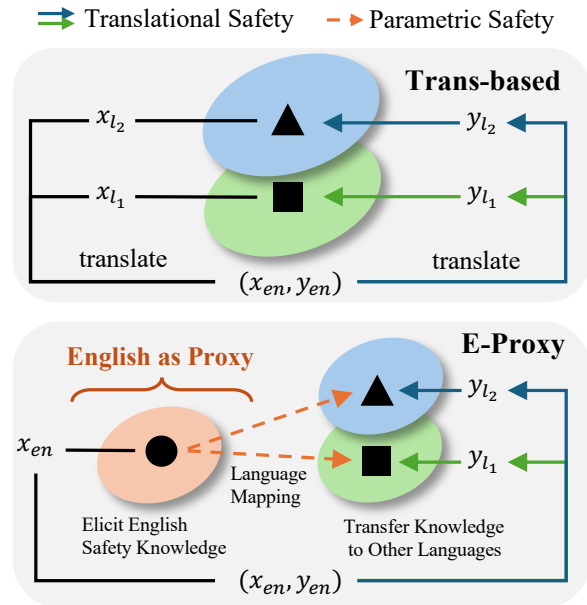 Translational Safety
Parametric Safety
Trans-based
x_{l_2}
y_{l_2}
x_{l_1}
y_{l_1}
translate
(x_{en}, y_{en})
translate
English as Proxy
E-Proxy
y_{l_2}
x_{en}
Language
Mapping
y_{l_1}
Elicit English
Safety Knowledge
Transfer Knowledge
to Other Languages
(x_{en}, y_{en})